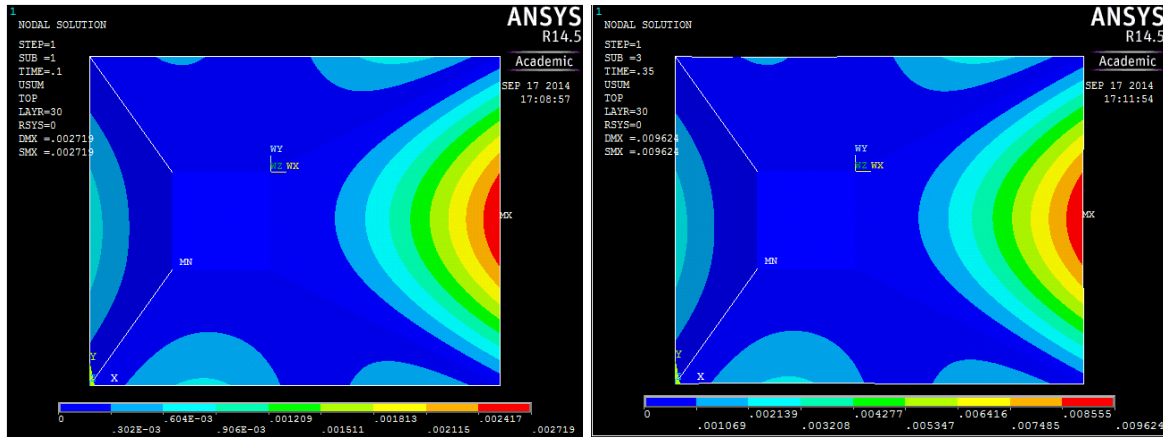 1
NODAL SOLUTION
STEP=1
SUB =1
TIME=.1
USUM
TOP
LAYR=30
RSYS=0
DMX =.002719
SMX =.002719
ANSYS
R14.5
Academic
SEP 17 2014
17:08:57
WY
WZ WX
MX
MN
Y
X
0 .604E-03 .001209 .001813 .002417
.302E-03 .906E-03 .001511 .002115 .002719
1
NODAL SOLUTION
STEP=1
SUB =3
TIME=.35
USUM
TOP
LAYR=30
RSYS=0
DMX =.009624
SMX =.009624
ANSYS
R14.5
Academic
SEP 17 2014
17:11:54
WY
WZ WX
MX
MN
Y
X
0 .002139 .004277 .006416 .008555
.001069 .003208 .005347 .007485 .009624